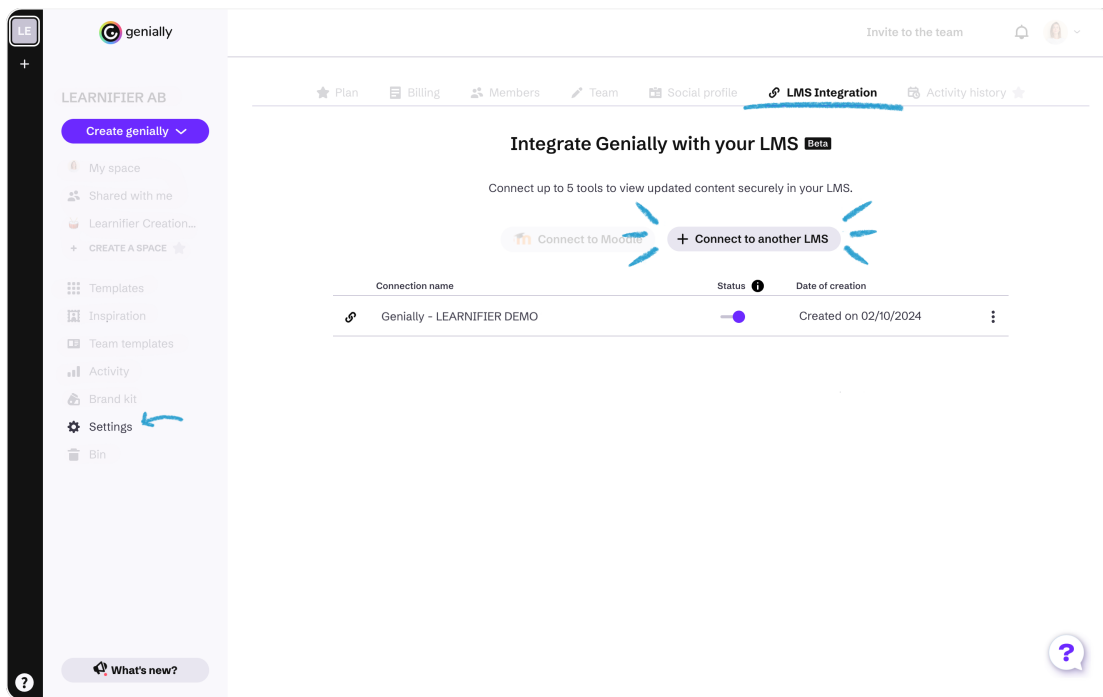 LE
genially
Invite to the team
LEARNIFIER AB
Plan
Billing
Members
Team
Social profile
LMS Integration
Activity history
Create genially
Integrate Genially with your LMS Beta
My space
Shared with me
Learnifier Creation...
+ CREATE A SPACE
Connect up to 5 tools to view updated content securely in your LMS.
Connect to Moodle
+ Connect to another LMS
Templates
Inspiration
Team templates
Activity
Brand kit
Settings
Bin
Connection name
Status
Date of creation
Genially - LEARNIFIER DEMO
Created on 02/10/2024
What's new?
?
?